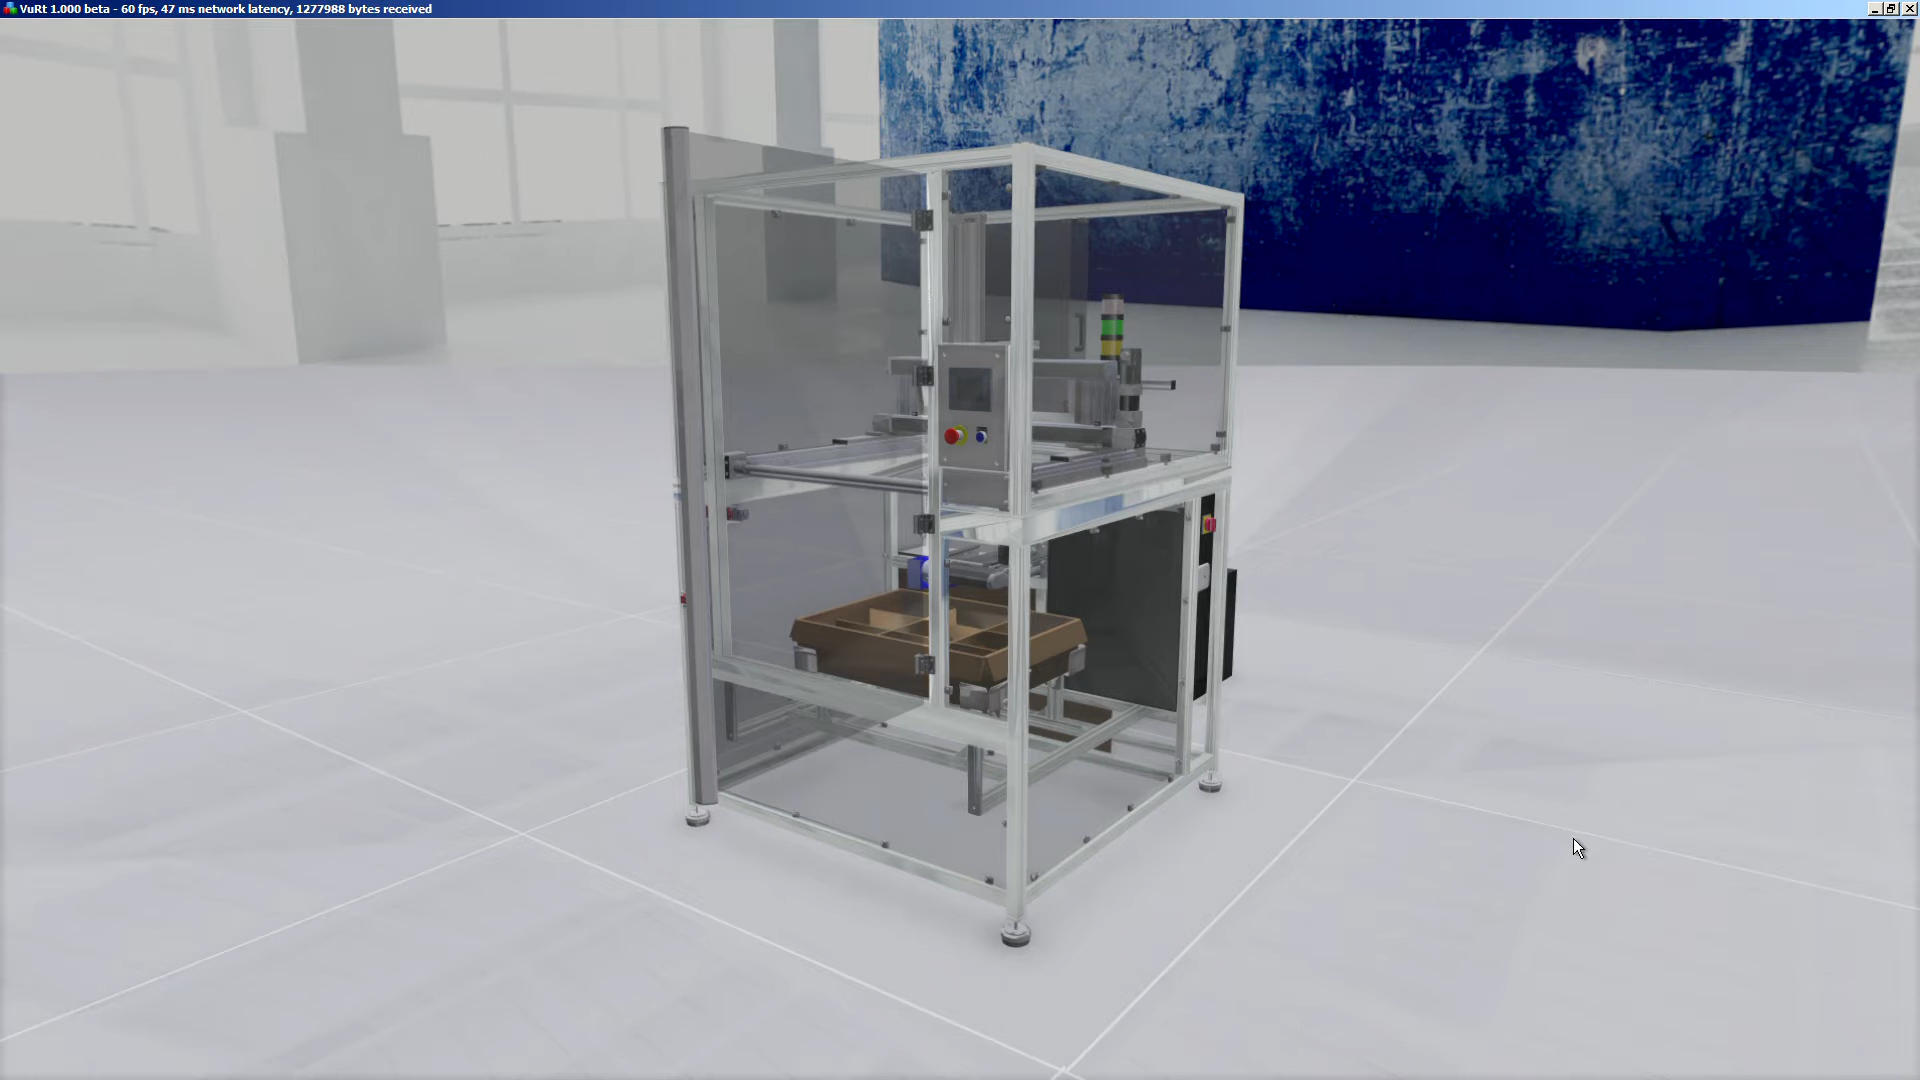 VuRt 1.000 beta - 60 fps, 47 ms network latency, 1277988 bytes received